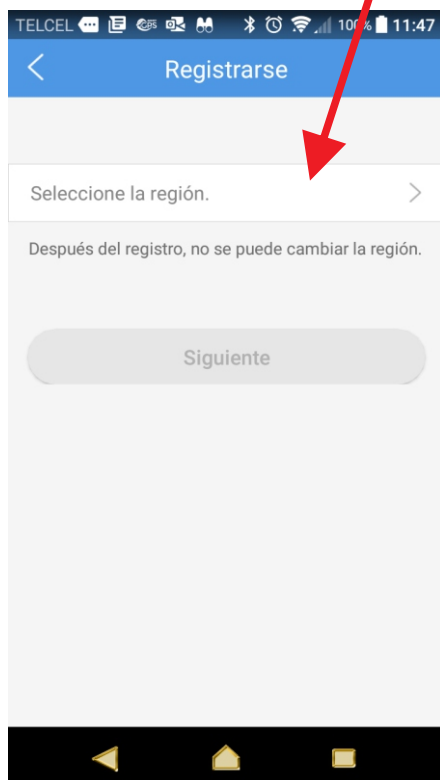 TELCEL 100% 11:47
Registrarse
Seleccione la región.
Después del registro, no se puede cambiar la región.
Siguiente